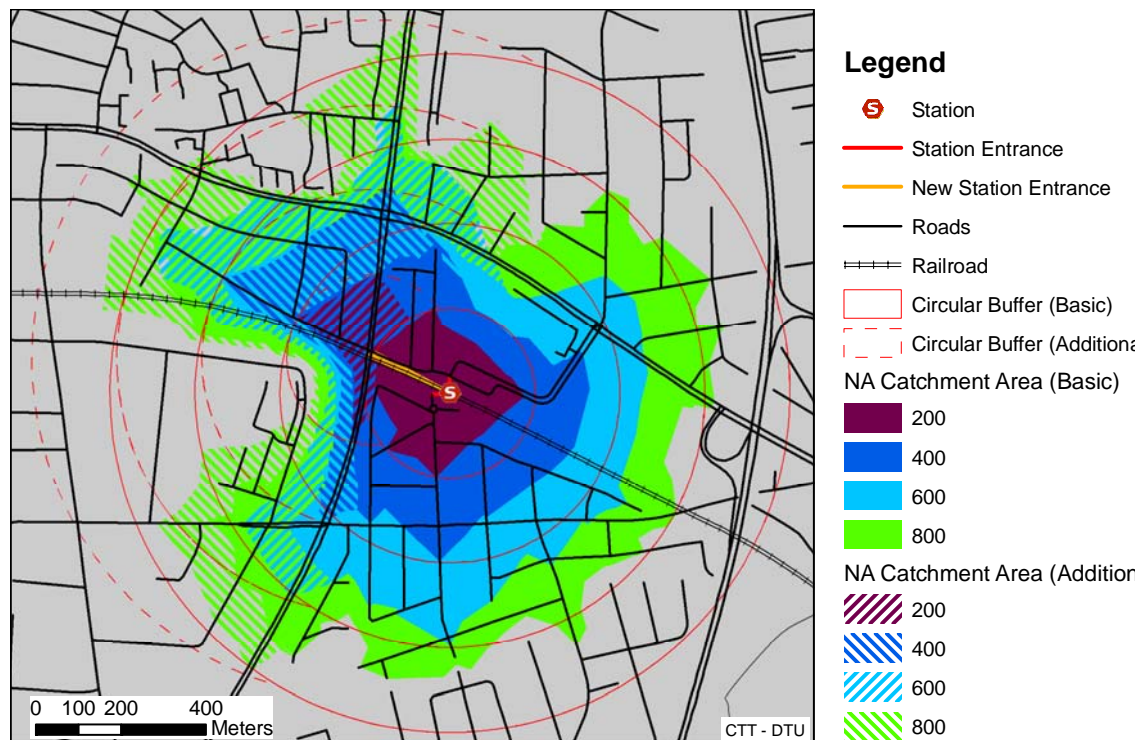 Legend
S Station
Station Entrance
New Station Entrance
Roads
Railroad
Circular Buffer (Basic)
Circular Buffer (Additiona
NA Catchment Area (Basic)
200
400
600
800
NA Catchment Area (Addition
200
400
600
800
S
0 100 200 400
Meters
CTT - DTU